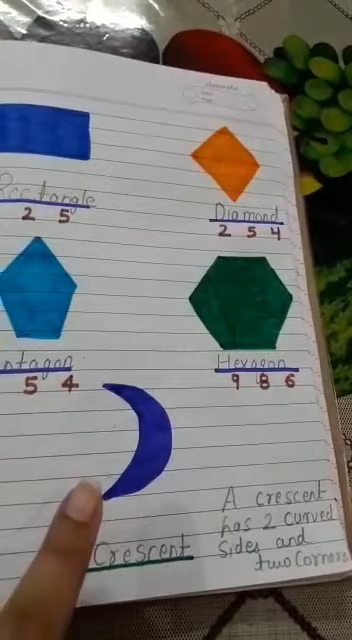 Rectangle
2 5
Diamond
2 5 4
ntagon
5 4
Hexagon
9 8 6
A crescent
has 2 curved
Sides and
two Corners
Crescent